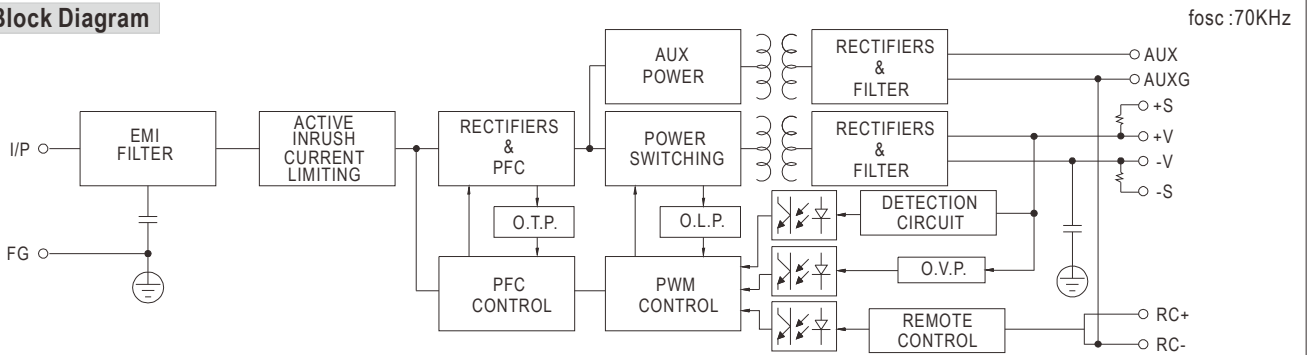 Block Diagram
fosc :70KHz
AUX
POWER
RECTIFIERS
&
FILTER
AUX
AUXG
I/P
EMI
FILTER
ACTIVE
INRUSH
CURRENT
LIMITING
RECTIFIERS
&
PFC
POWER
SWITCHING
RECTIFIERS
&
FILTER
+S
+V
-V
-S
O.T.P.
O.L.P.
DETECTION
CIRCUIT
FG
PFC
CONTROL
PWM
CONTROL
O.V.P.
REMOTE
CONTROL
RC+
RC-